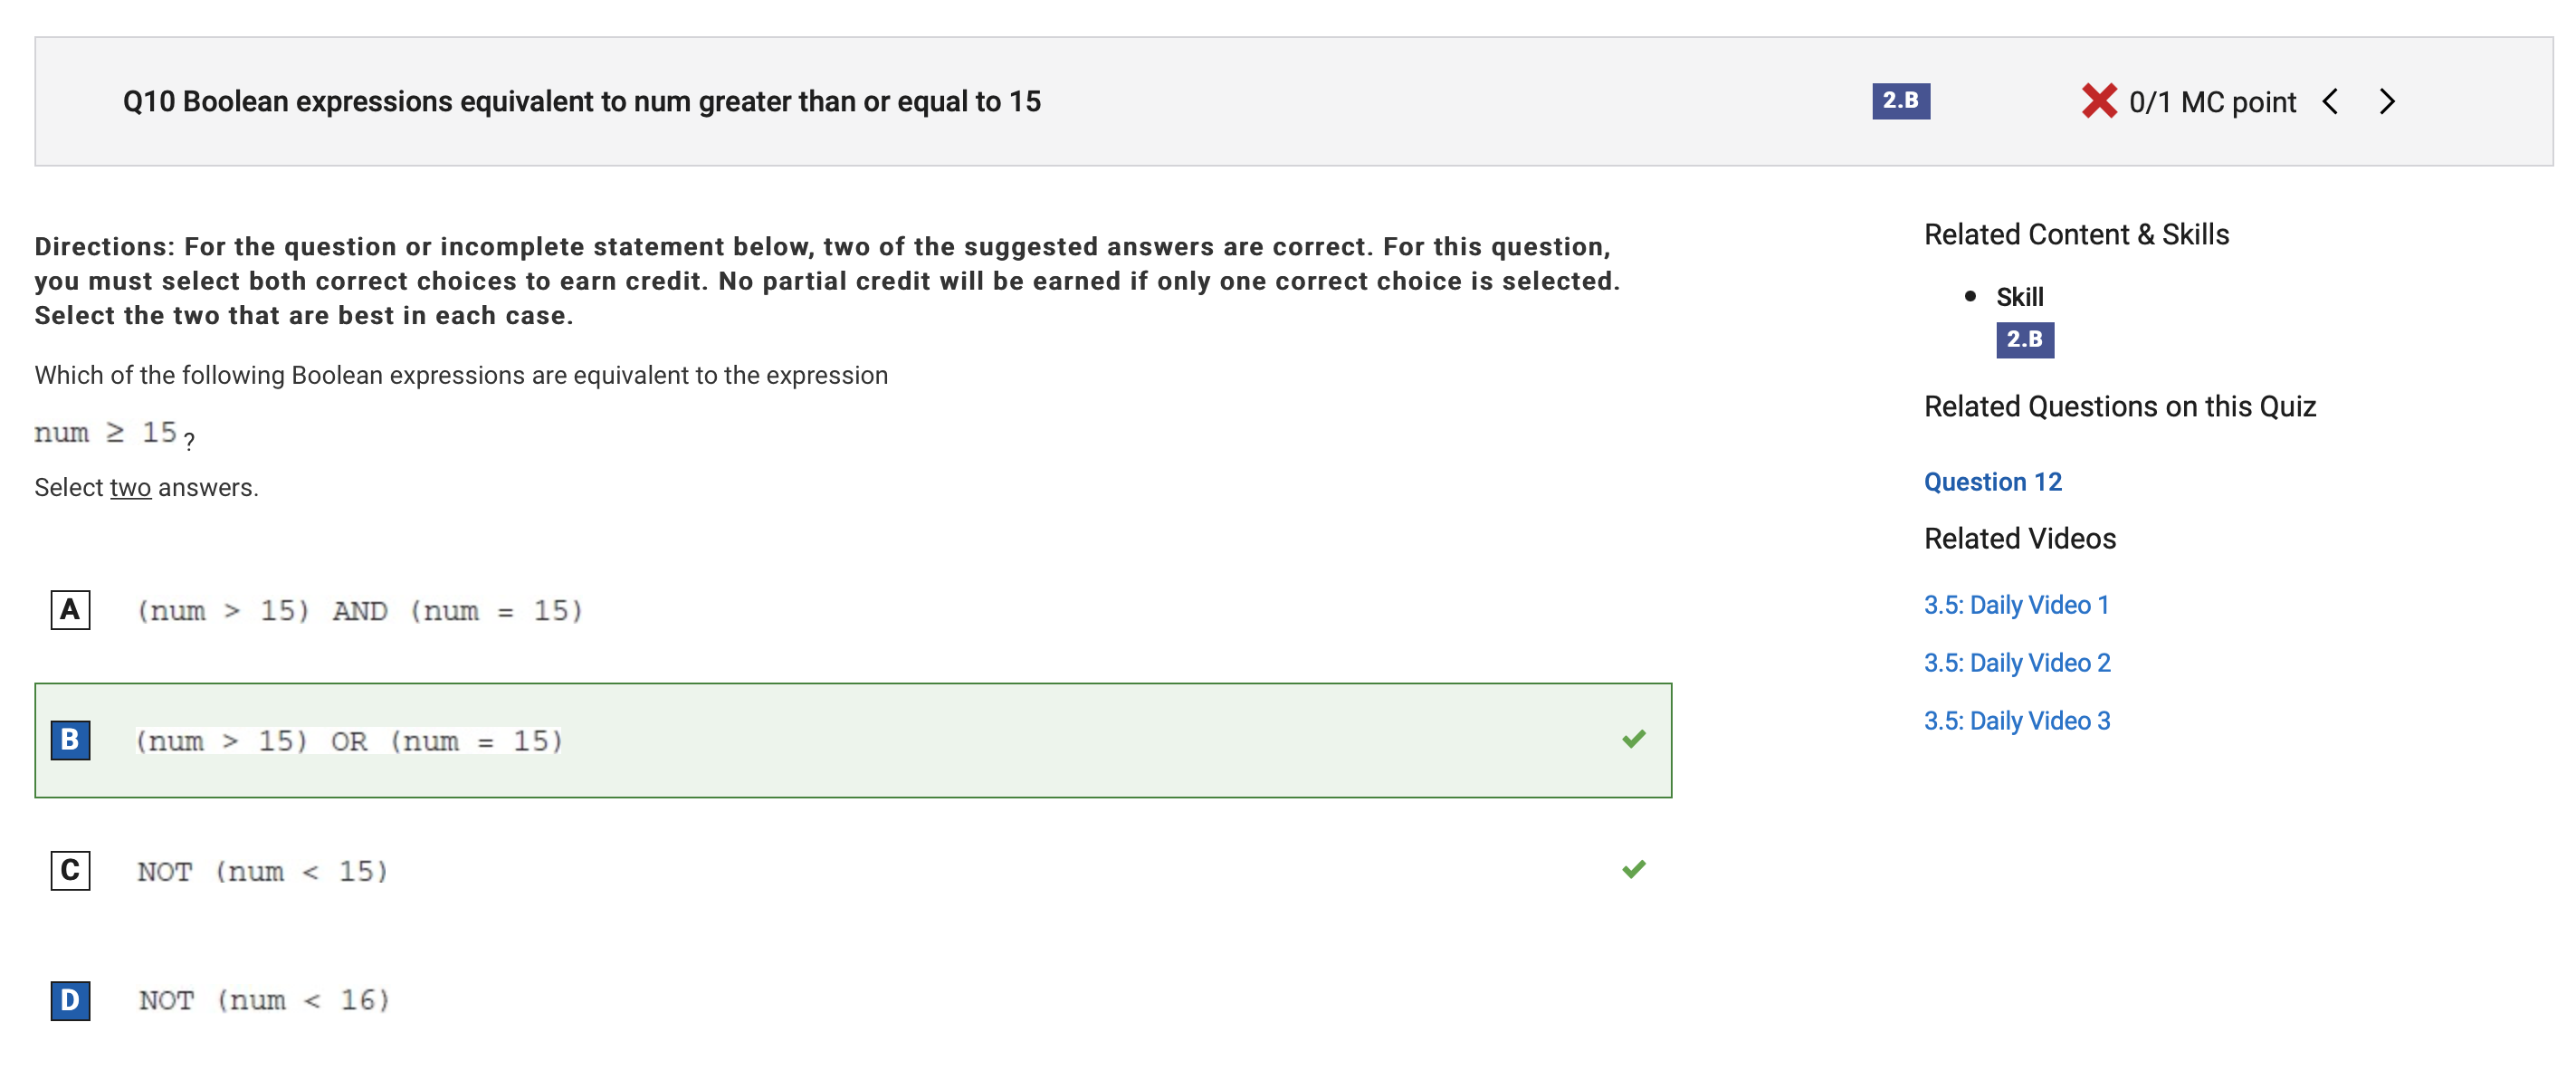 Q10 Boolean expressions equivalent to num greater than or equal to 15
2.B
0/1 MC point
Directions: For the question or incomplete statement below, two of the suggested answers are correct. For this question,
you must select both correct choices to earn credit. No partial credit will be earned if only one correct choice is selected.
Select the two that are best in each case.
Which of the following Boolean expressions are equivalent to the expression
num ≥ 15 ?
Select two answers.
A (num > 15) AND (num = 15)
B (num > 15) OR (num = 15)
C NOT (num < 15)
D NOT (num < 16)
Related Content & Skills
• Skill
2.B
Related Questions on this Quiz
Question 12
Related Videos
3.5: Daily Video 1
3.5: Daily Video 2
3.5: Daily Video 3